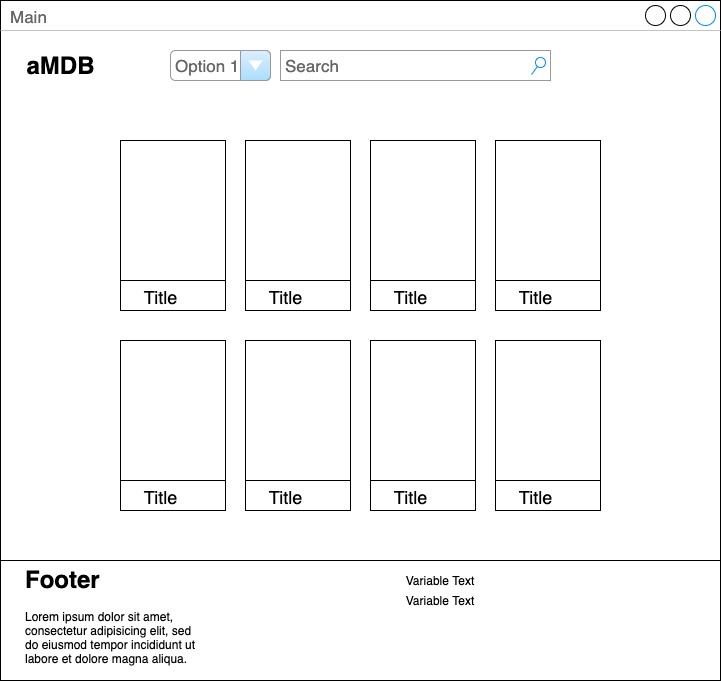 Main
aMDB
Option 1
Search
Title
Title
Title
Title
Title
Title
Title
Title
Footer
Lorem ipsum dolor sit amet,
consectetur adipisicing elit, sed
do eiusmod tempor incididunt ut
labore et dolore magna aliqua.
Variable Text
Variable Text